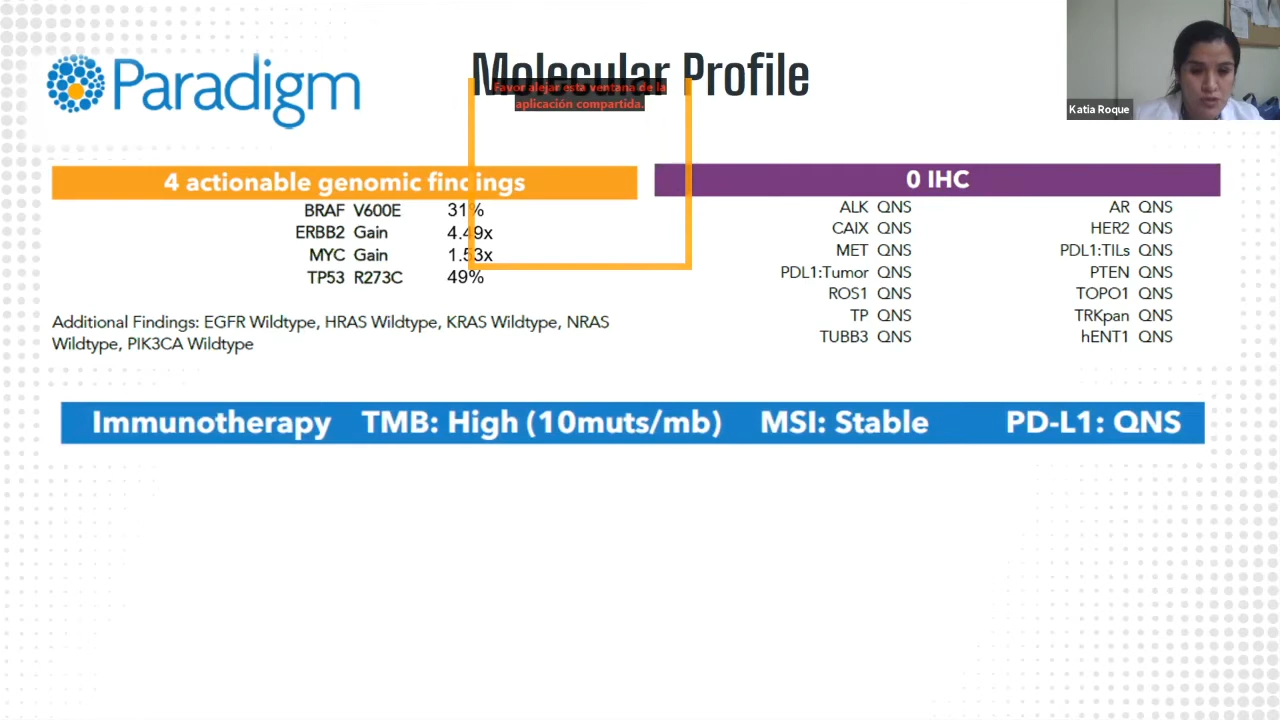 Paradigm
Molecular Profile
Favor alejar esta ventana de la
aplicación compartida.
Katia Roque
4 actionable genomic findings
BRAF V600E 31%
ERBB2 Gain 4.49x
MYC Gain 1.53x
TP53 R273C 49%
Additional Findings: EGFR Wildtype, HRAS Wildtype, KRAS Wildtype, NRAS
Wildtype, PIK3CA Wildtype
0 IHC
ALK QNS AR QNS
CAIX QNS HER2 QNS
MET QNS PDL1:TILs QNS
PDL1:Tumor QNS PTEN QNS
ROS1 QNS TOPO1 QNS
TP QNS TRKpan QNS
TUBB3 QNS hENT1 QNS
Immunotherapy TMB: High (10muts/mb) MSI: Stable PD-L1: QNS